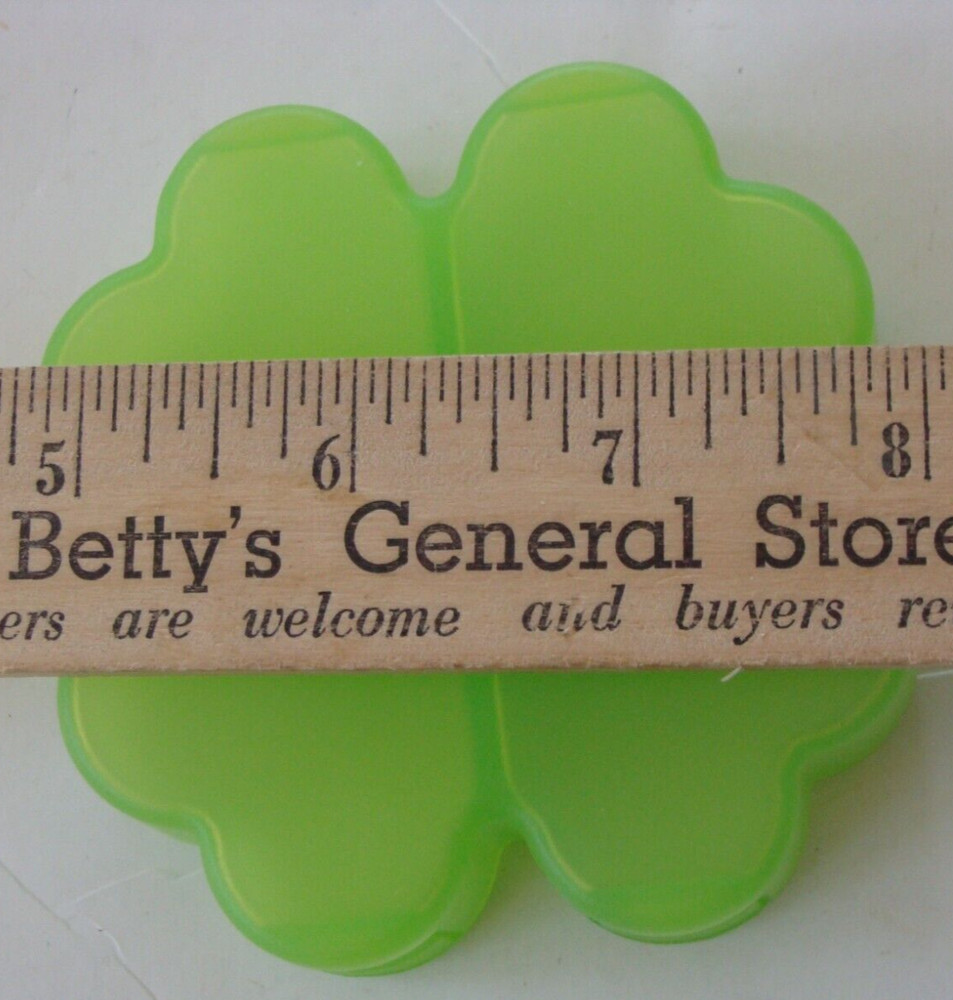 5 6 7 8
Betty's General Store
ers are welcome and buyers re